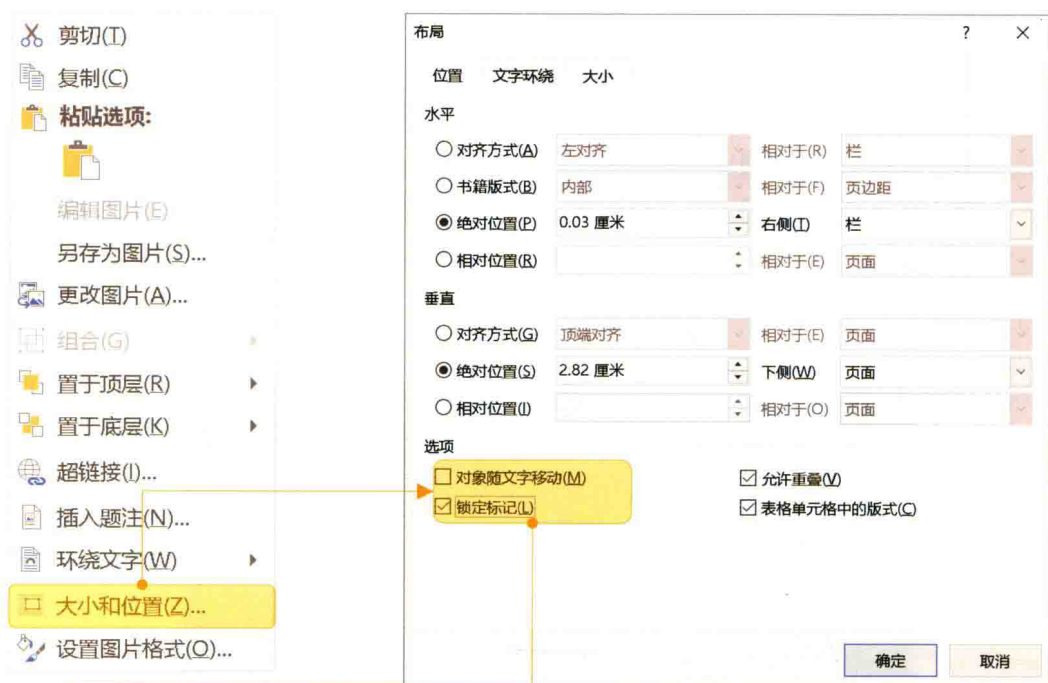 剪切(T)
复制(C)
粘贴选项:
编辑图片(E)
另存为图片(S)...
更改图片(A)...
组合(G)
置于顶层(R)
置于底层(K)
超链接(I)...
插入题注(N)...
环绕文字(W)
大小和位置(Z)...
设置图片格式(O)...
布局
? ×
位置 文字环绕 大小
水平
对齐方式(A) 左对齐 相对于(R) 栏
书籍版式(B) 内部 相对于(F) 页边距
绝对位置(P) 0.03 厘米 右侧(T) 栏
相对位置(R) 相对于(E) 页面
垂直
对齐方式(G) 顶端对齐 相对于(E) 页面
绝对位置(S) 2.82 厘米 下侧(W) 页面
相对位置(I) 相对于(O) 页面
选项
对象随文字移动(M) 允许重叠(V)
锁定标记(L) 表格单元格中的版式(C)
确定 取消